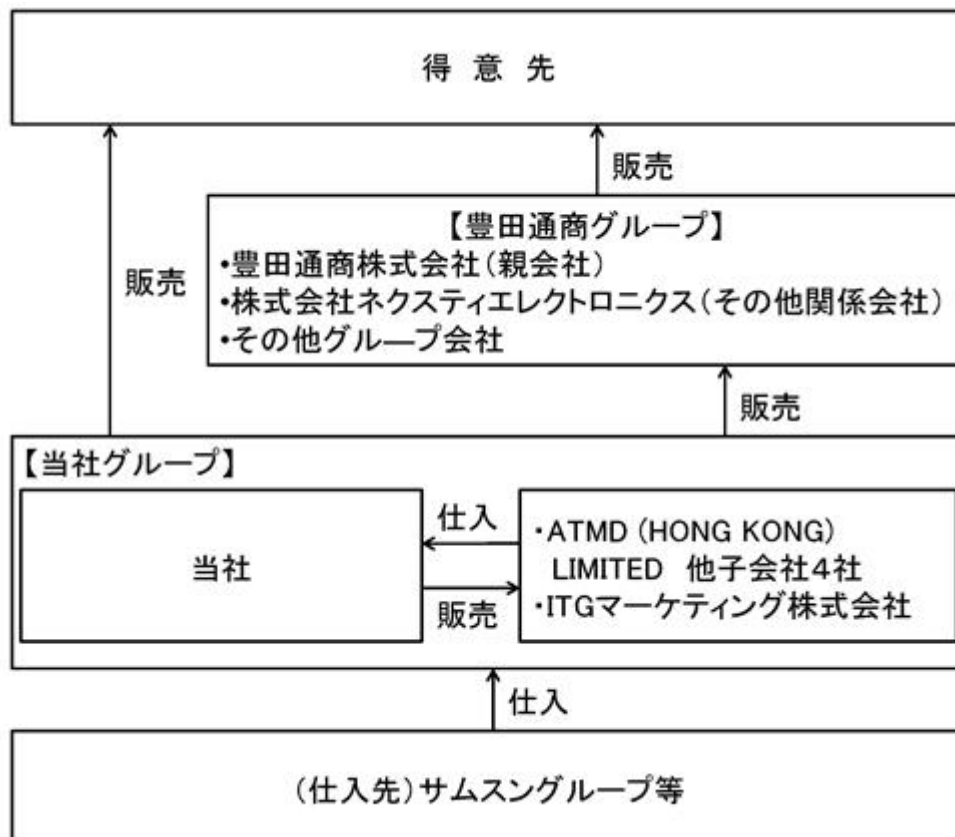 得 意 先
販売
【豊田通商グループ】
・豊田通商株式会社（親会社）
・株式会社ネクスティエレクトロニクス（その他関係会社）
・その他グル―プ会社
販売
販売
【当社グループ】
当社
仕入
販売
・ATMD (HONG KONG)
LIMITED 他子会社４社
・ITGマーケティング株式会社
仕入
（仕入先）サムスングループ等